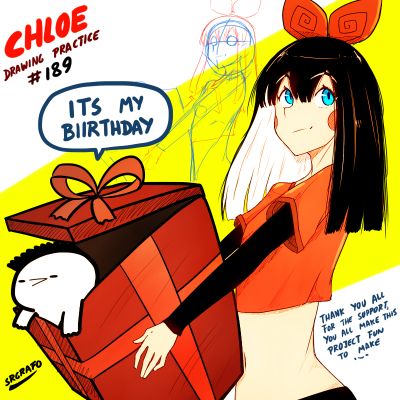 CHLOE
DRAWING PRACTICE
#189
ITS MY
BIIRTHDAY
THANK YOU ALL
FOR THE SUPPORT,
YOU ALL MAKE THIS
PROJECT FUN
TO MAKE
SRGRAFO